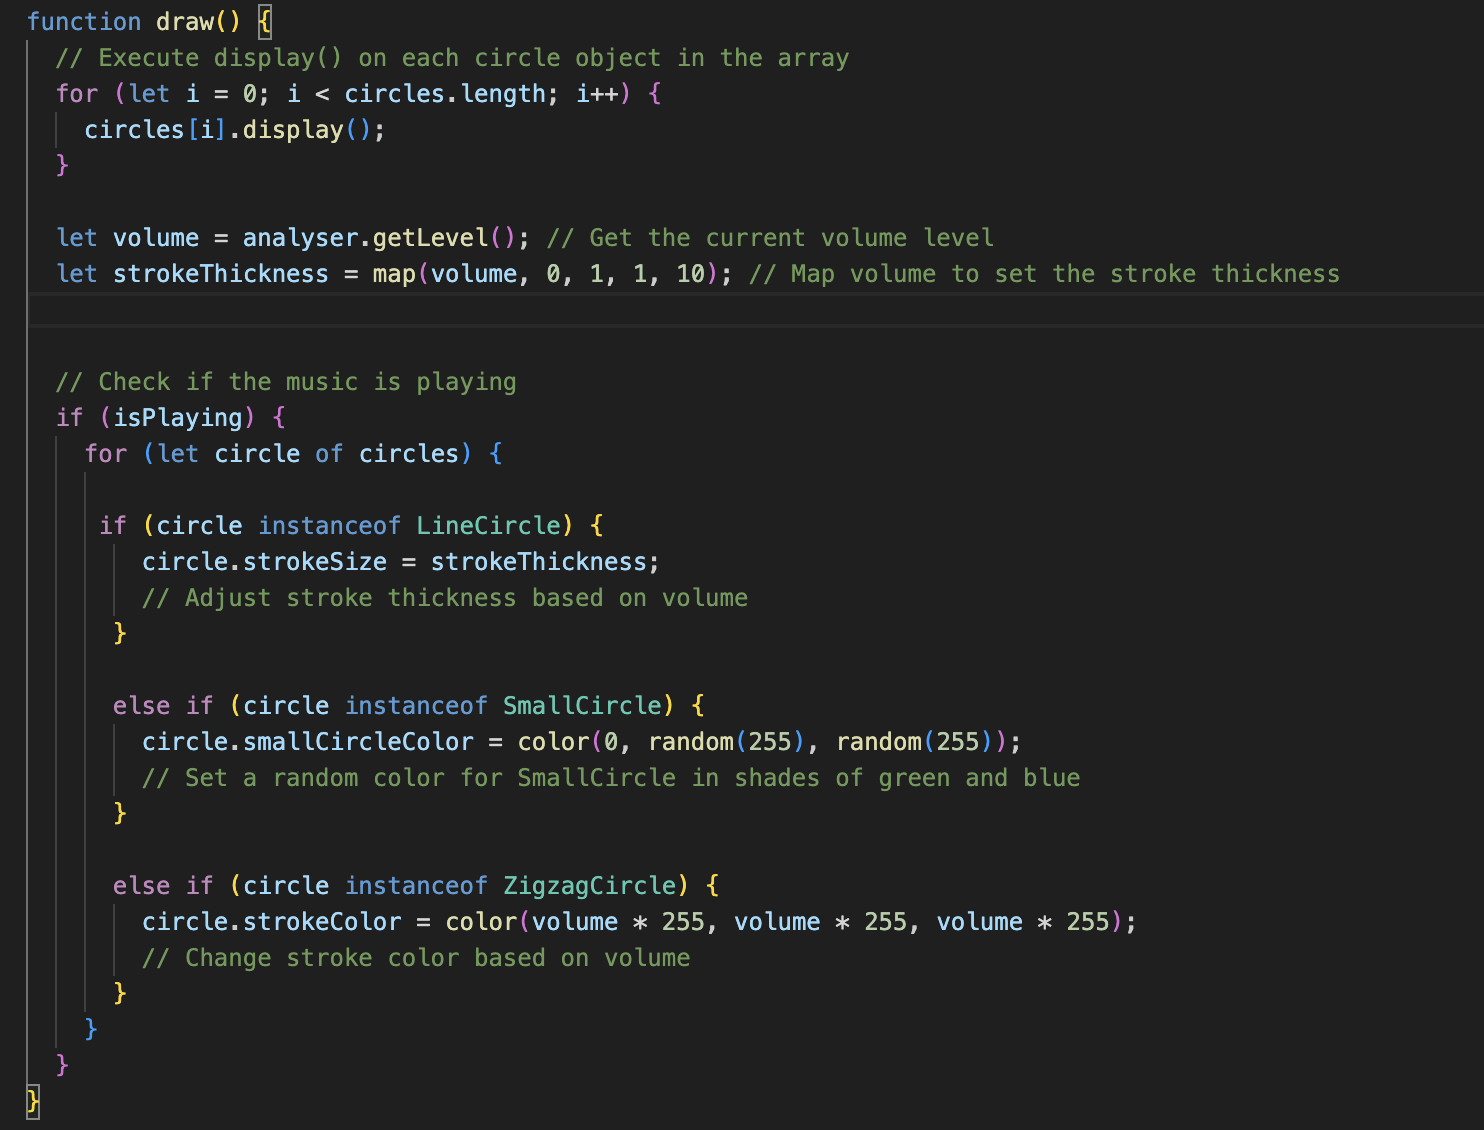 function draw() {
  // Execute display() on each circle object in the array
  for (let i = 0; i < circles.length; i++) {
    circles[i].display();
  }

  let volume = analyser.getLevel(); // Get the current volume level
  let strokeThickness = map(volume, 0, 1, 1, 10); // Map volume to set the stroke thickness


  // Check if the music is playing
  if (isPlaying) {
    for (let circle of circles) {

     if (circle instanceof LineCircle) {
        circle.strokeSize = strokeThickness;
        // Adjust stroke thickness based on volume
      }

      else if (circle instanceof SmallCircle) {
        circle.smallCircleColor = color(0, random(255), random(255));
        // Set a random color for SmallCircle in shades of green and blue
      }

      else if (circle instanceof ZigzagCircle) {
        circle.strokeColor = color(volume * 255, volume * 255, volume * 255);
        // Change stroke color based on volume
      }
    }
  }
}